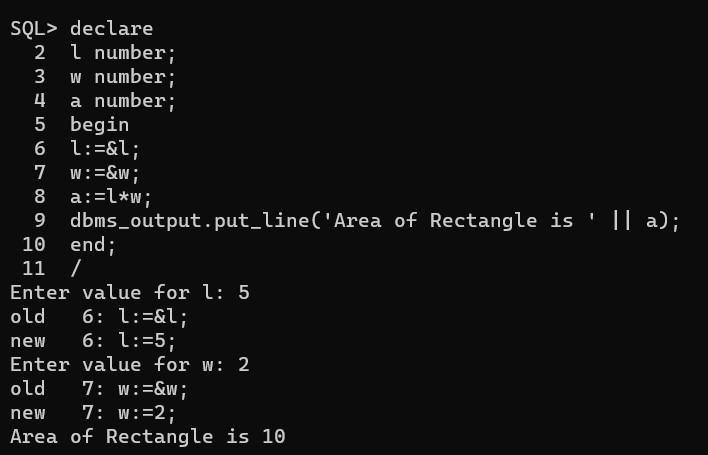 SQL> declare
  2  l number;
  3  w number;
  4  a number;
  5  begin
  6  l:=&l;
  7  w:=&w;
  8  a:=l*w;
  9  dbms_output.put_line('Area of Rectangle is ' || a);
 10  end;
 11  /
Enter value for l: 5
old   6: l:=&l;
new   6: l:=5;
Enter value for w: 2
old   7: w:=&w;
new   7: w:=2;
Area of Rectangle is 10